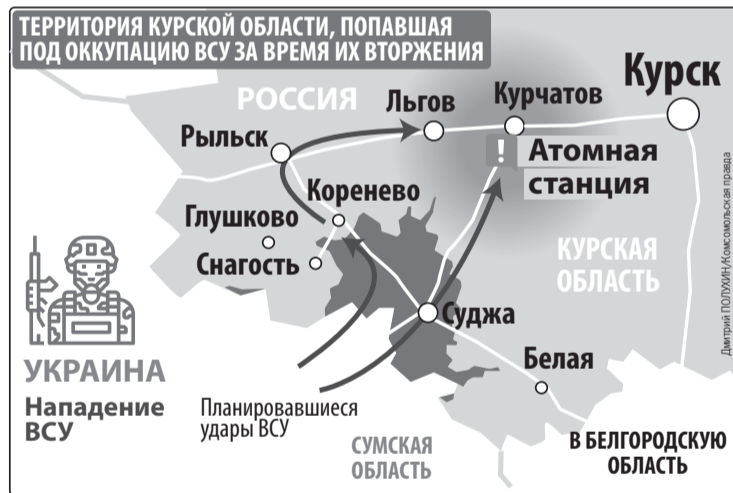 ТЕРРИТОРИЯ КУРСКОЙ ОБЛАСТИ, ПОПАВШАЯ
ПОД ОККУПАЦИЮ ВСУ ЗА ВРЕМЯ ИХ ВТОРЖЕНИЯ
РОССИЯ
Льгов
Курчатов
Курск
Рыльск
!
Атомная
станция
Коренево
Глушково
Снагость
КУРСКАЯ
ОБЛАСТЬ
Суджа
Белая
УКРАИНА
Нападение
ВСУ
Планировавшиеся
удары ВСУ
СУМСКАЯ
ОБЛАСТЬ
В БЕЛГОРОДСКУЮ
ОБЛАСТЬ
Дмитрий ПОЛУХИН/Комсомольская правда